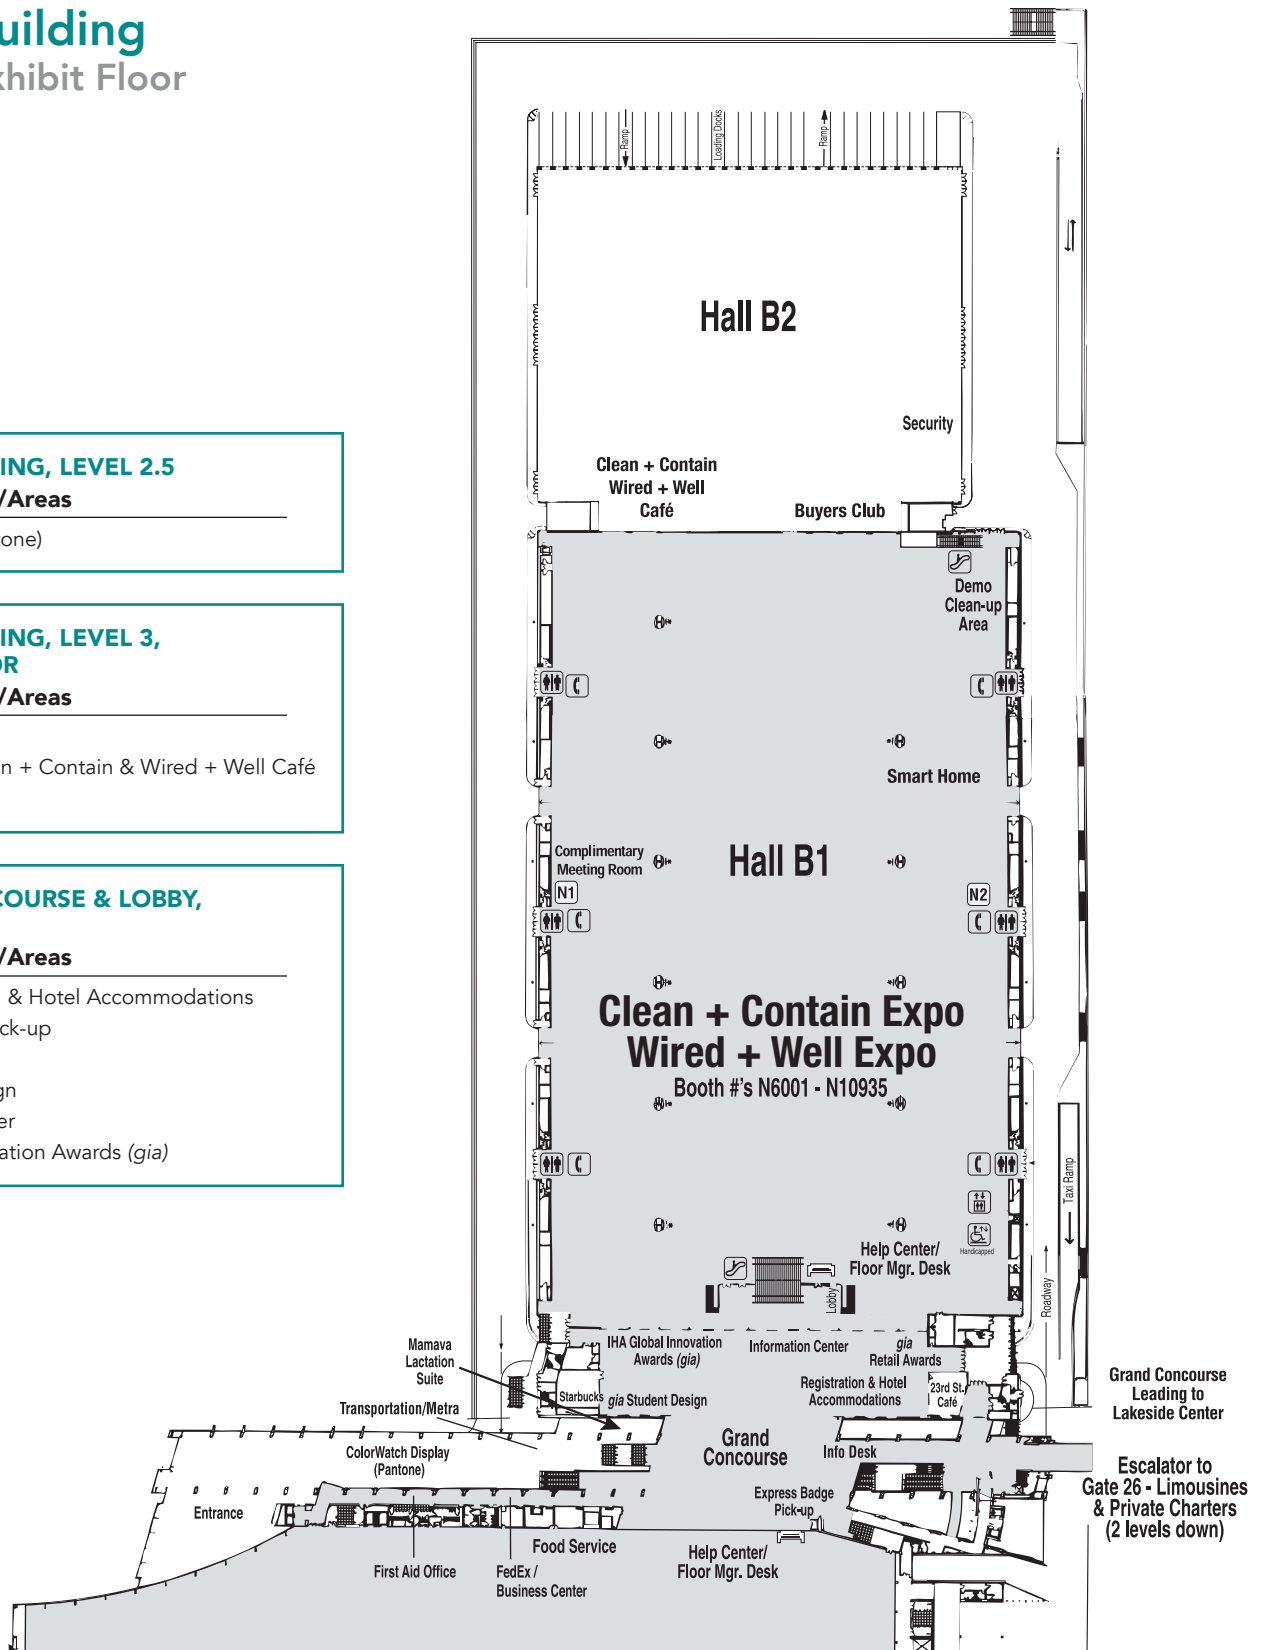 uilding
xhibit Floor
ING, LEVEL 2.5
/Areas
tone)
ING, LEVEL 3,
OR
/Areas
n + Contain & Wired + Well Café
COURSE & LOBBY,
/Areas
& Hotel Accommodations
ck-up
gn
er
ation Awards (gia)
Ramp
Loading Docks
Ramp
Hall B2
Security
Clean + Contain
Wired + Well
Café
Buyers Club
Demo
Clean-up
Area
Smart Home
Complimentary
Meeting Room
N1
Hall B1
N2
Clean + Contain Expo
Wired + Well Expo
Booth #'s N6001 - N10935
Taxi Ramp
Handicapped
Help Center/
Floor Mgr. Desk
Lobby
Roadway
IHA Global Innovation
Awards (gia)
Information Center
gia
Retail Awards
Mamava
Lactation
Suite
Starbucks
gia Student Design
Registration & Hotel
Accommodations
23rd St.
Café
Grand Concourse
Leading to
Lakeside Center
Transportation/Metra
ColorWatch Display
(Pantone)
Grand
Concourse
Info Desk
Escalator to
Gate 26 - Limousines
& Private Charters
(2 levels down)
Express Badge
Pick-up
Entrance
Food Service
First Aid Office
FedEx /
Business Center
Help Center/
Floor Mgr. Desk